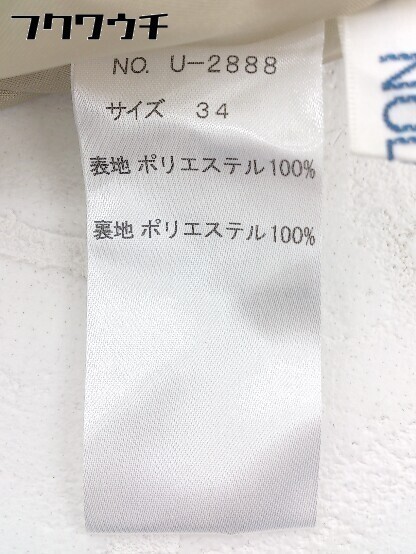 フクワウチ
NO. U-2888
サイズ 34
表地 ポリエステル100%
裏地 ポリエステル100%